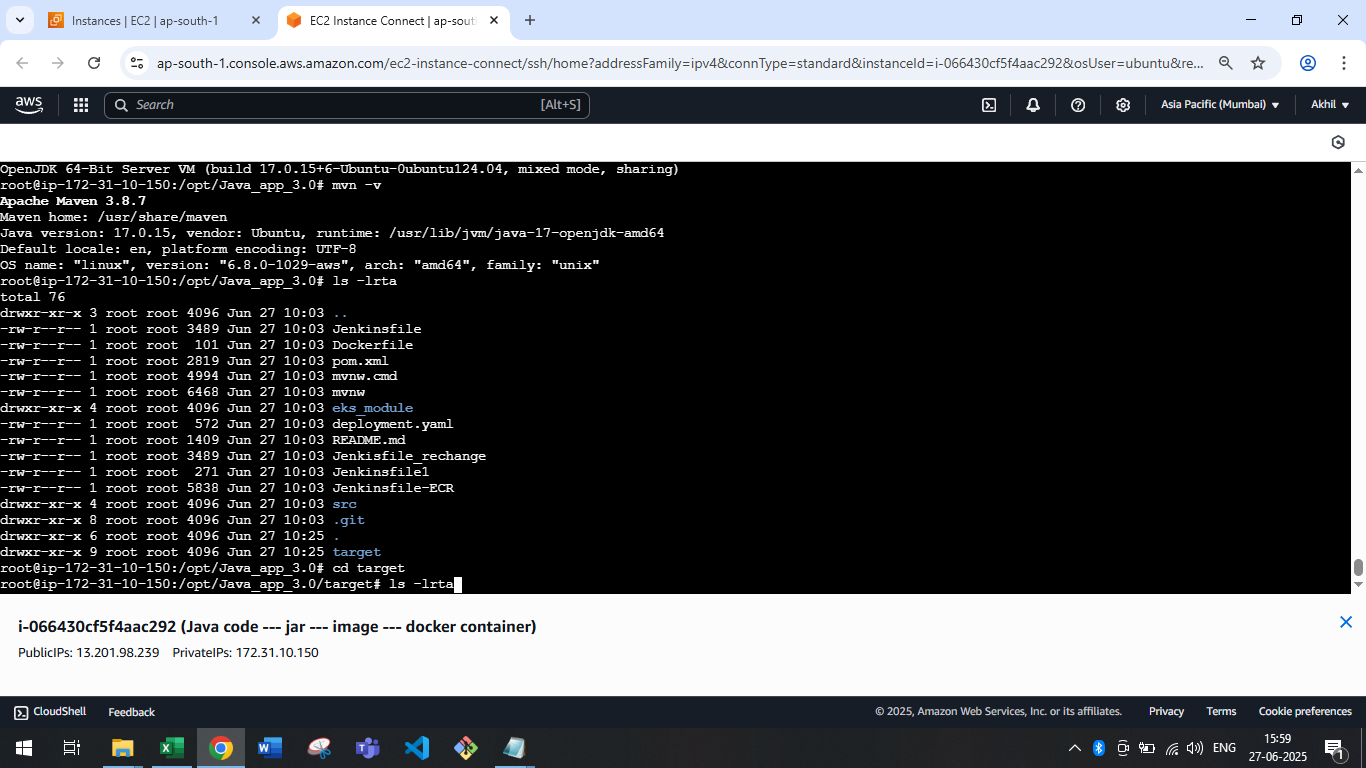 Instances | EC2 | ap-south-1
EC2 Instance Connect | ap-sout
ap-south-1.console.aws.amazon.com/ec2-instance-connect/ssh/home?addressFamily=ipv4&connType=standard&instanceId=i-066430cf5f4aac292&osUser=ubuntu&re...
aws
Search
[Alt+S]
Asia Pacific (Mumbai)
Akhil
OpenJDK 64-Bit Server VM (build 17.0.15+6-Ubuntu-0ubuntu124.04, mixed mode, sharing)
root@ip-172-31-10-150:/opt/Java_app_3.0# mvn -v
Apache Maven 3.8.7
Maven home: /usr/share/maven
Java version: 17.0.15, vendor: Ubuntu, runtime: /usr/lib/jvm/java-17-openjdk-amd64
Default locale: en, platform encoding: UTF-8
OS name: "linux", version: "6.8.0-1029-aws", arch: "amd64", family: "unix"
root@ip-172-31-10-150:/opt/Java_app_3.0# ls -lrta
total 76
drwxr-xr-x 3 root root 4096 Jun 27 10:03 ..
-rw-r--r-- 1 root root 3489 Jun 27 10:03 Jenkinsfile
-rw-r--r-- 1 root root  101 Jun 27 10:03 Dockerfile
-rw-r--r-- 1 root root 2819 Jun 27 10:03 pom.xml
-rw-r--r-- 1 root root 4994 Jun 27 10:03 mvnw.cmd
-rw-r--r-- 1 root root 6468 Jun 27 10:03 mvnw
drwxr-xr-x 4 root root 4096 Jun 27 10:03 eks_module
-rw-r--r-- 1 root root  572 Jun 27 10:03 deployment.yaml
-rw-r--r-- 1 root root 1409 Jun 27 10:03 README.md
-rw-r--r-- 1 root root 3489 Jun 27 10:03 Jenkisfile_rechange
-rw-r--r-- 1 root root  271 Jun 27 10:03 Jenkinsfile1
-rw-r--r-- 1 root root 5838 Jun 27 10:03 Jenkinsfile-ECR
drwxr-xr-x 4 root root 4096 Jun 27 10:03 src
drwxr-xr-x 8 root root 4096 Jun 27 10:03 .git
drwxr-xr-x 6 root root 4096 Jun 27 10:25 .
drwxr-xr-x 9 root root 4096 Jun 27 10:25 target
root@ip-172-31-10-150:/opt/Java_app_3.0# cd target
root@ip-172-31-10-150:/opt/Java_app_3.0/target# ls -lrta
i-066430cf5f4aac292 (Java code --- jar --- image --- docker container)
PublicIPs: 13.201.98.239 PrivateIPs: 172.31.10.150
CloudShell Feedback © 2025, Amazon Web Services, Inc. or its affiliates. Privacy Terms Cookie preferences
ENG
15:59
27-06-2025
1